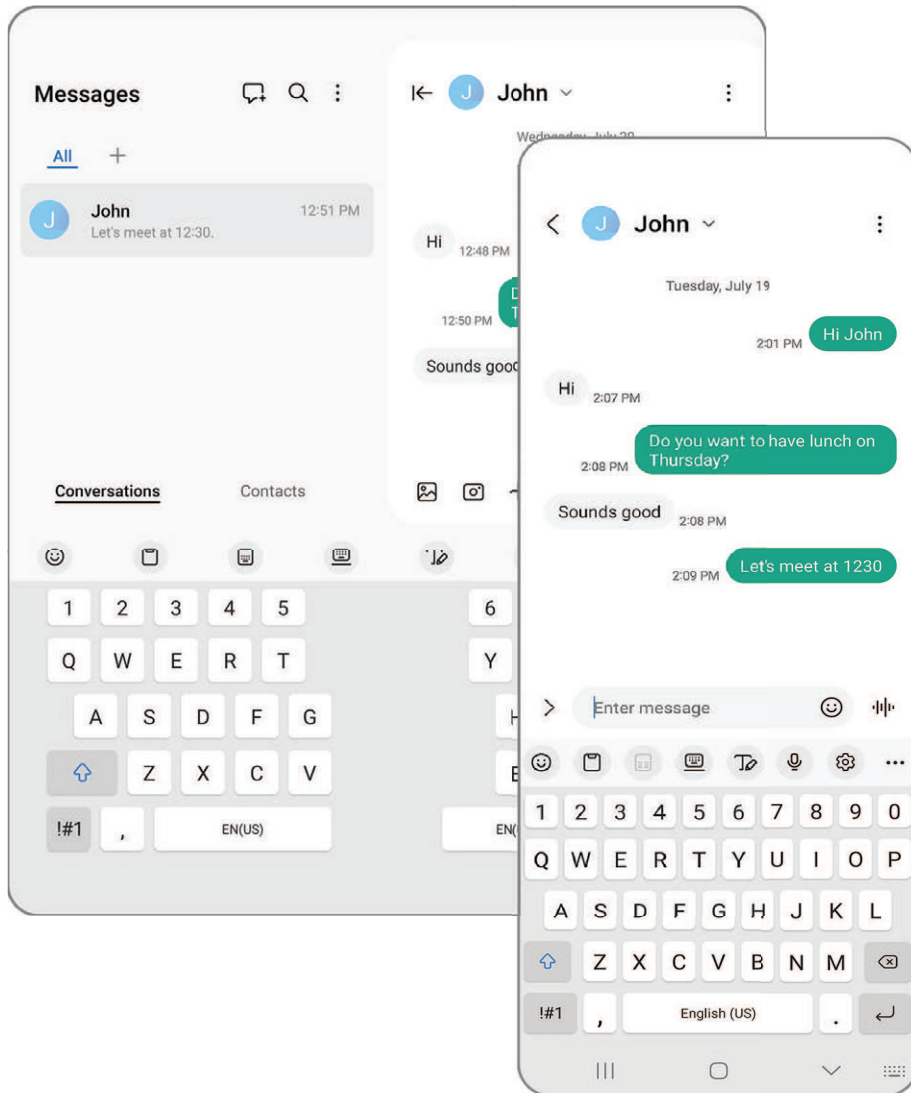 Messages
All
John
12:51 PM
Let's meet at 12:30.
Conversations
Contacts
J
John
Hi
12:48 PM
12:50 PM
Sounds good
1 2 3 4 5
6
Q W E R T
Y
A S D F G
Z X C V
!#1 , EN(US)
J
John
Tuesday, July 19
2:01 PM
Hi John
Hi
2:07 PM
Do you want to have lunch on
Thursday?
2:08 PM
Sounds good
2:08 PM
2:09 PM
Let's meet at 1230
Enter message
1 2 3 4 5 6 7 8 9 0
Q W E R T Y U I O P
A S D F G H J K L
Z X C V B N M
!#1 , English (US) .